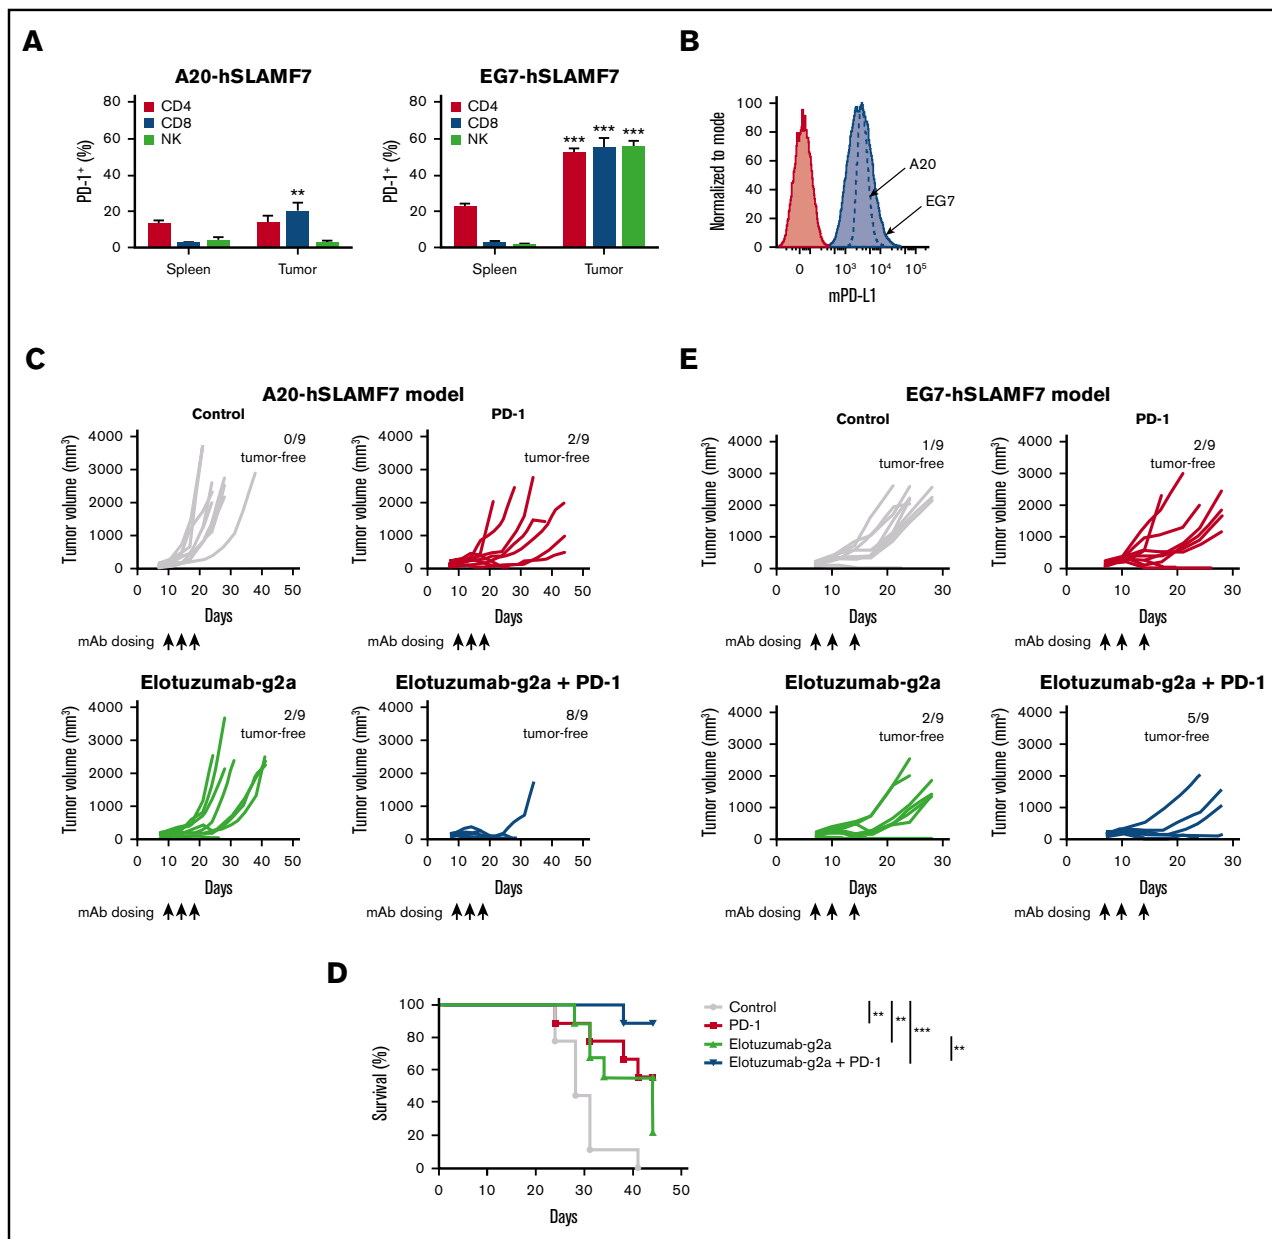 A
A20-hSLAMF7
PD-1+ (%)
80
60
40
20
0
CD4
CD8
NK
**
Spleen
Tumor
EG7-hSLAMF7
PD-1+ (%)
80
60
40
20
0
CD4
CD8
NK
***
***
***
Spleen
Tumor
B
Normalized to mode
100
80
60
40
20
0
A20
EG7
0
10³
10⁴
10⁵
mPD-L1
C
A20-hSLAMF7 model
Control
Tumor volume (mm³)
4000
3000
2000
1000
0
0/9
tumor-free
0 10 20 30 40 50
Days
mAb dosing
PD-1
Tumor volume (mm³)
4000
3000
2000
1000
0
2/9
tumor-free
0 10 20 30 40 50
Days
mAb dosing
Elotuzumab-g2a
Tumor volume (mm³)
4000
3000
2000
1000
0
2/9
tumor-free
0 10 20 30 40 50
Days
mAb dosing
Elotuzumab-g2a + PD-1
Tumor volume (mm³)
4000
3000
2000
1000
0
8/9
tumor-free
0 10 20 30 40 50
Days
mAb dosing
E
EG7-hSLAMF7 model
Control
Tumor volume (mm³)
4000
3000
2000
1000
0
1/9
tumor-free
0 10 20 30
Days
mAb dosing
PD-1
Tumor volume (mm³)
4000
3000
2000
1000
0
2/9
tumor-free
0 10 20 30
Days
mAb dosing
Elotuzumab-g2a
Tumor volume (mm³)
4000
3000
2000
1000
0
2/9
tumor-free
0 10 20 30
Days
mAb dosing
Elotuzumab-g2a + PD-1
Tumor volume (mm³)
4000
3000
2000
1000
0
5/9
tumor-free
0 10 20 30
Days
mAb dosing
D
Survival (%)
100
80
60
40
20
0
0 10 20 30 40 50
Days
Control
PD-1
Elotuzumab-g2a
Elotuzumab-g2a + PD-1
**
**
***
**